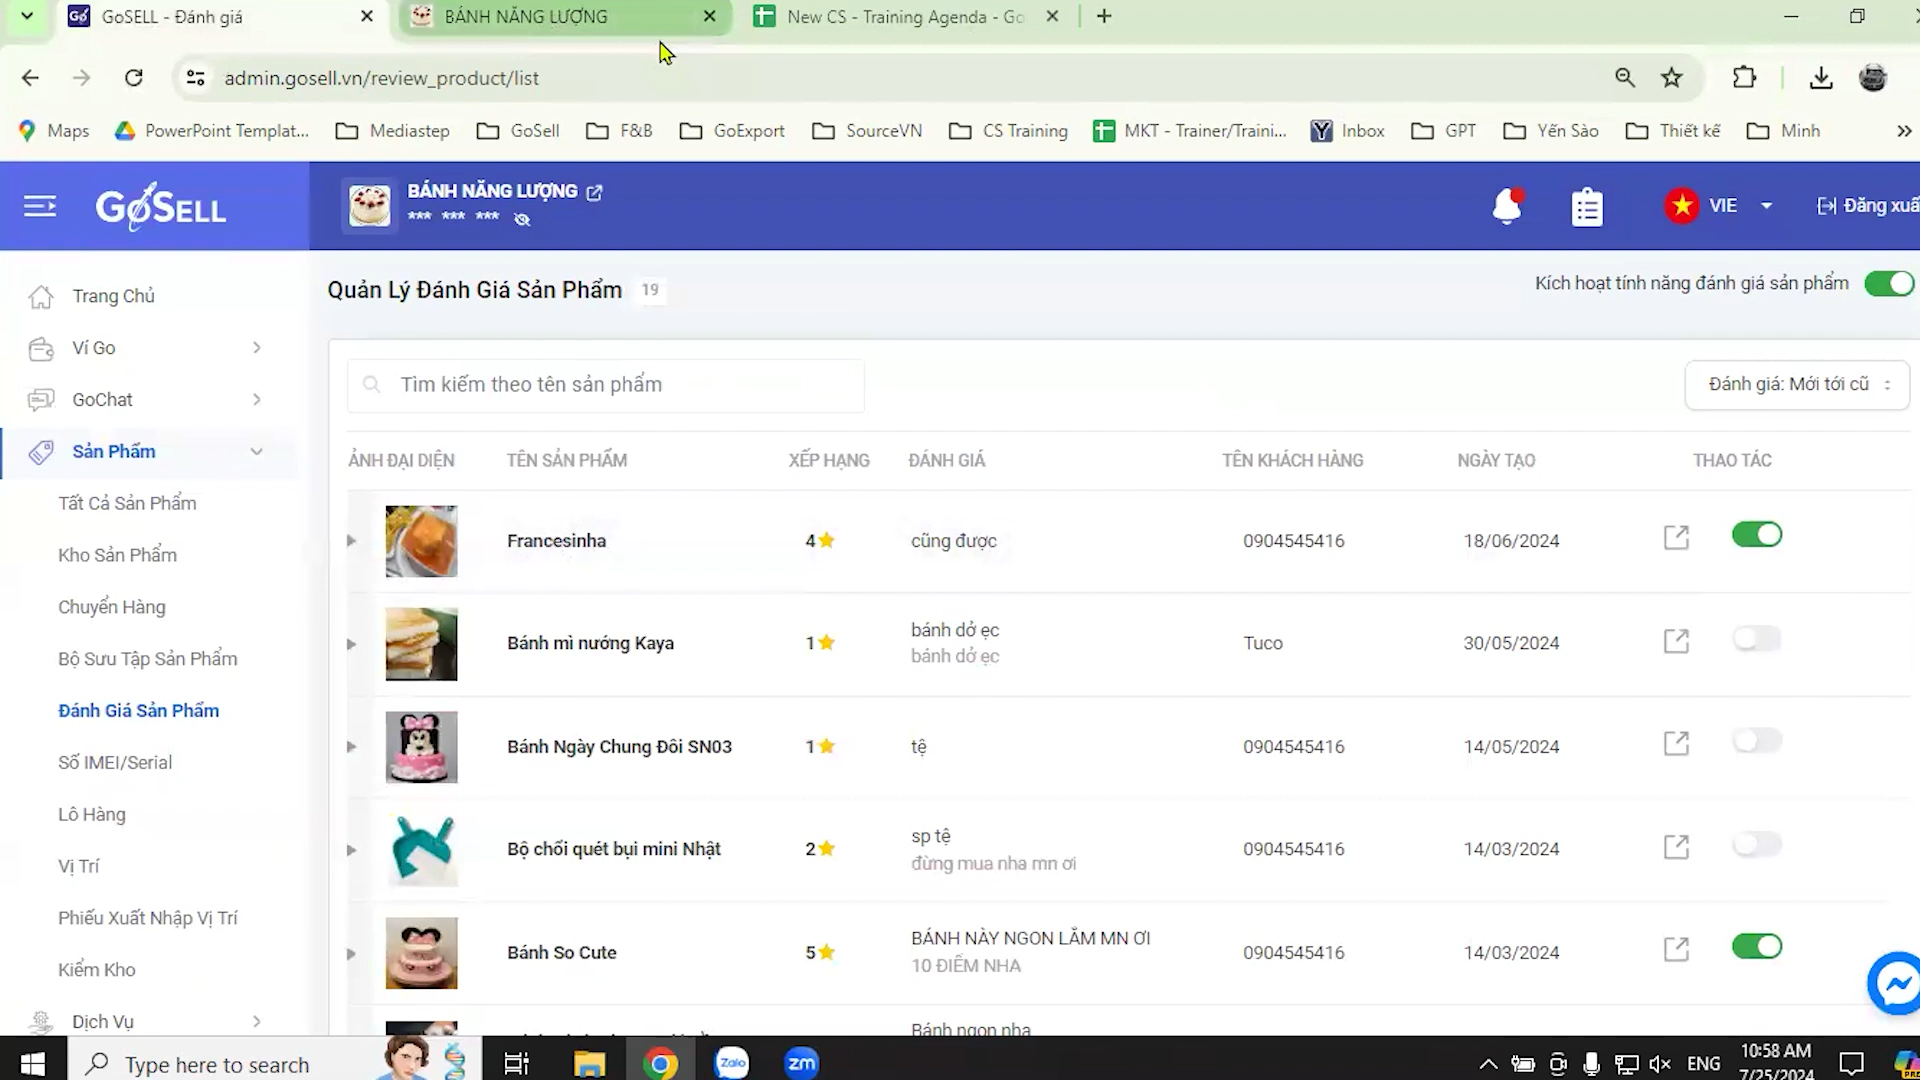 GoSELL - Đánh giá
BÁNH NĂNG LƯỢNG
New CS - Training Agenda - Go
admin.gosell.vn/review_product/list
Maps
PowerPoint Templat...
Mediastep
GoSell
F&B
GoExport
SourceVN
CS Training
MKT - Trainer/Traini...
Inbox
GPT
Yến Sào
Thiết kế
Minh
GoSELL
BÁNH NĂNG LƯỢNG
*** *** ***
VIE
Đăng xuấ
Trang Chủ
Ví Go
GoChat
Sản Phẩm
Tất Cả Sản Phẩm
Kho Sản Phẩm
Chuyển Hàng
Bộ Sưu Tập Sản Phẩm
Đánh Giá Sản Phẩm
Số IMEI/Serial
Lô Hàng
Vị Trí
Phiếu Xuất Nhập Vị Trí
Kiểm Kho
Dịch Vụ
Quản Lý Đánh Giá Sản Phẩm 19
Kích hoạt tính năng đánh giá sản phẩm
Tìm kiếm theo tên sản phẩm
Đánh giá: Mới tới cũ
ẢNH ĐẠI DIỆN TÊN SẢN PHẨM XẾP HẠNG ĐÁNH GIÁ TÊN KHÁCH HÀNG NGÀY TẠO THAO TÁC
Francesinha 4 cũng được 0904545416 18/06/2024
Bánh mì nướng Kaya 1 bánh dở ẹc Tuco 30/05/2024
bánh dở ẹc
Bánh Ngày Chung Đôi SN03 1 tệ 0904545416 14/05/2024
Bộ chổi quét bụi mini Nhật 2 sp tệ 0904545416 14/03/2024
đừng mua nha mn ơi
Bánh So Cute 5 BÁNH NÀY NGON LẮM MN ƠI 0904545416 14/03/2024
10 ĐIỂM NHA
Bánh ngon nha
Type here to search
Zalo
zm
ENG
10:58 AM
7/25/2024
PRE